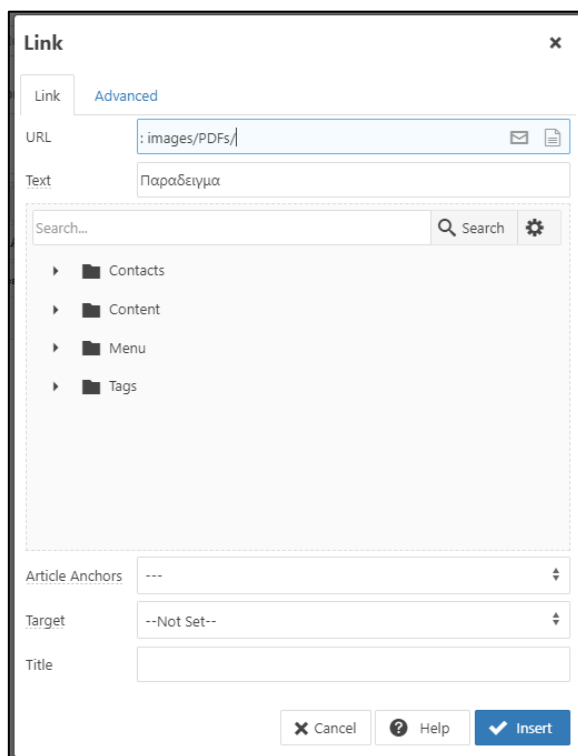 Link
Link Advanced
URL : images/PDFs/
Text Παραδειγμα
Search... Search
Contacts
Content
Menu
Tags
Article Anchors ---
Target --Not Set--
Title
Cancel Help Insert